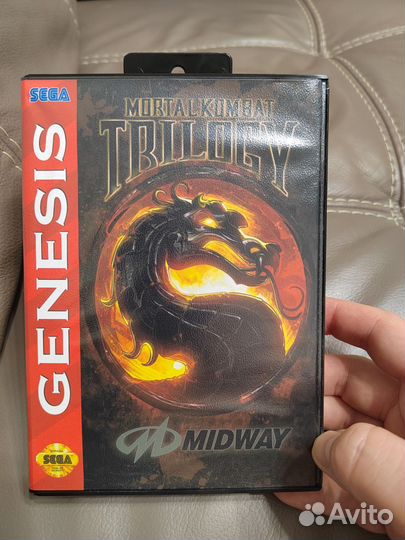 SEGA
GENESIS
MORTAL KOMBAT
TRILOGY
MIDWAY
SEGA
Avito